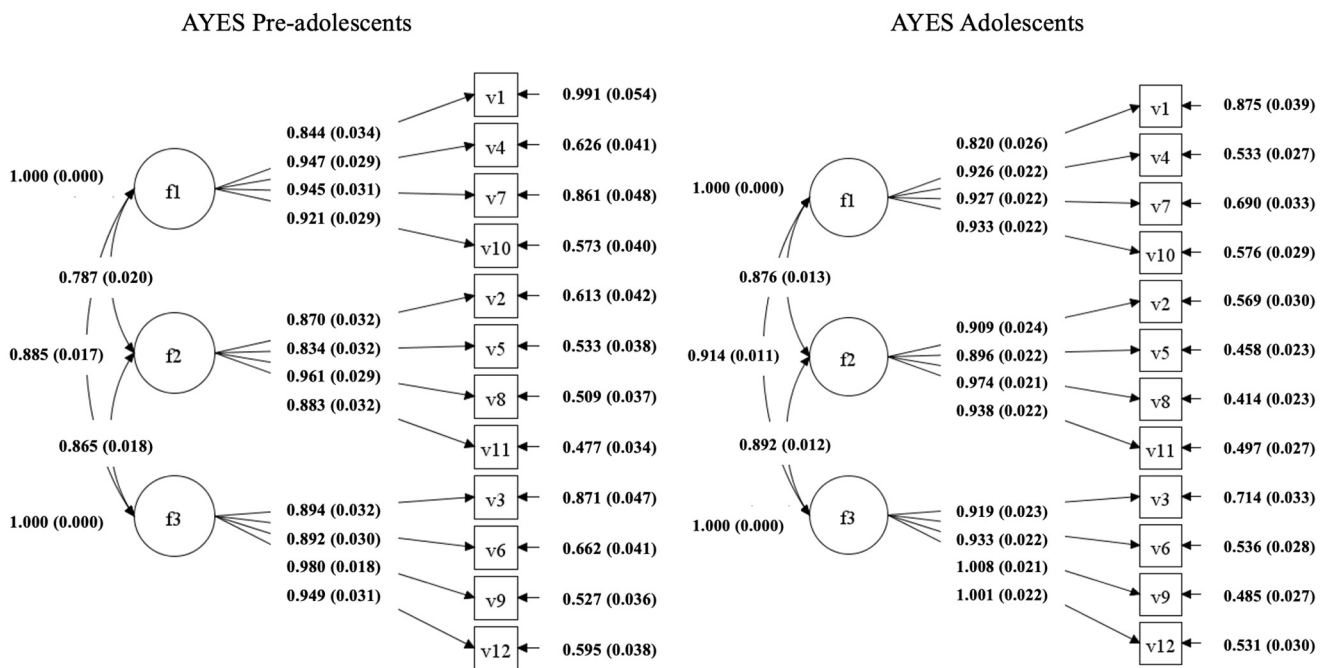 AYES Pre-adolescents
v1
0.991 (0.054)
0.844 (0.034)
v4
0.626 (0.041)
0.947 (0.029)
1.000 (0.000)
f1
0.945 (0.031)
v7
0.861 (0.048)
0.921 (0.029)
v10
0.573 (0.040)
0.787 (0.020)
v2
0.613 (0.042)
0.870 (0.032)
0.885 (0.017)
f2
0.834 (0.032)
v5
0.533 (0.038)
0.961 (0.029)
v8
0.509 (0.037)
0.883 (0.032)
0.865 (0.018)
v11
0.477 (0.034)
v3
0.871 (0.047)
0.894 (0.032)
1.000 (0.000)
f3
0.892 (0.030)
v6
0.662 (0.041)
0.980 (0.018)
v9
0.527 (0.036)
0.949 (0.031)
v12
0.595 (0.038)
AYES Adolescents
v1
0.875 (0.039)
0.820 (0.026)
v4
0.533 (0.027)
0.926 (0.022)
1.000 (0.000)
f1
0.927 (0.022)
v7
0.690 (0.033)
0.933 (0.022)
v10
0.576 (0.029)
0.876 (0.013)
v2
0.569 (0.030)
0.909 (0.024)
0.914 (0.011)
f2
0.896 (0.022)
v5
0.458 (0.023)
0.974 (0.021)
v8
0.414 (0.023)
0.938 (0.022)
0.892 (0.012)
v11
0.497 (0.027)
v3
0.714 (0.033)
0.919 (0.023)
1.000 (0.000)
f3
0.933 (0.022)
v6
0.536 (0.028)
1.008 (0.021)
v9
0.485 (0.027)
1.001 (0.022)
v12
0.531 (0.030)